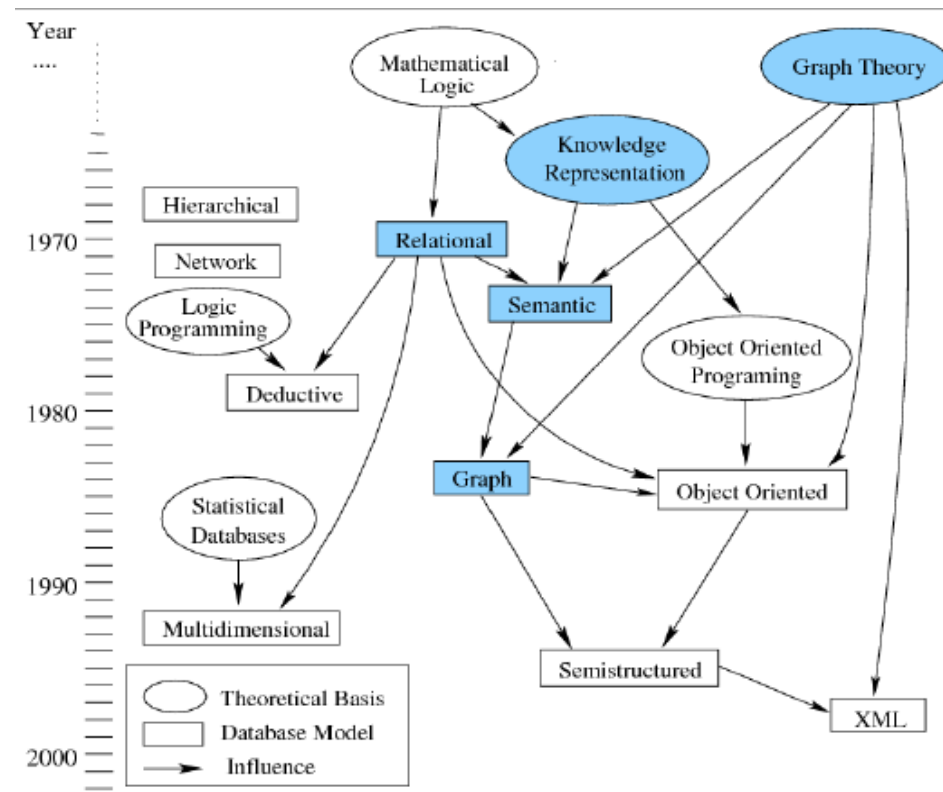 Year
....
Mathematical
Logic
Graph Theory
Knowledge
Representation
Hierarchical
1970
Relational
Network
Semantic
Logic
Programming
Object Oriented
Programing
Deductive
1980
Graph
Object Oriented
Statistical
Databases
1990
Multidimensional
Semistructured
Theoretical Basis
XML
Database Model
2000
Influence